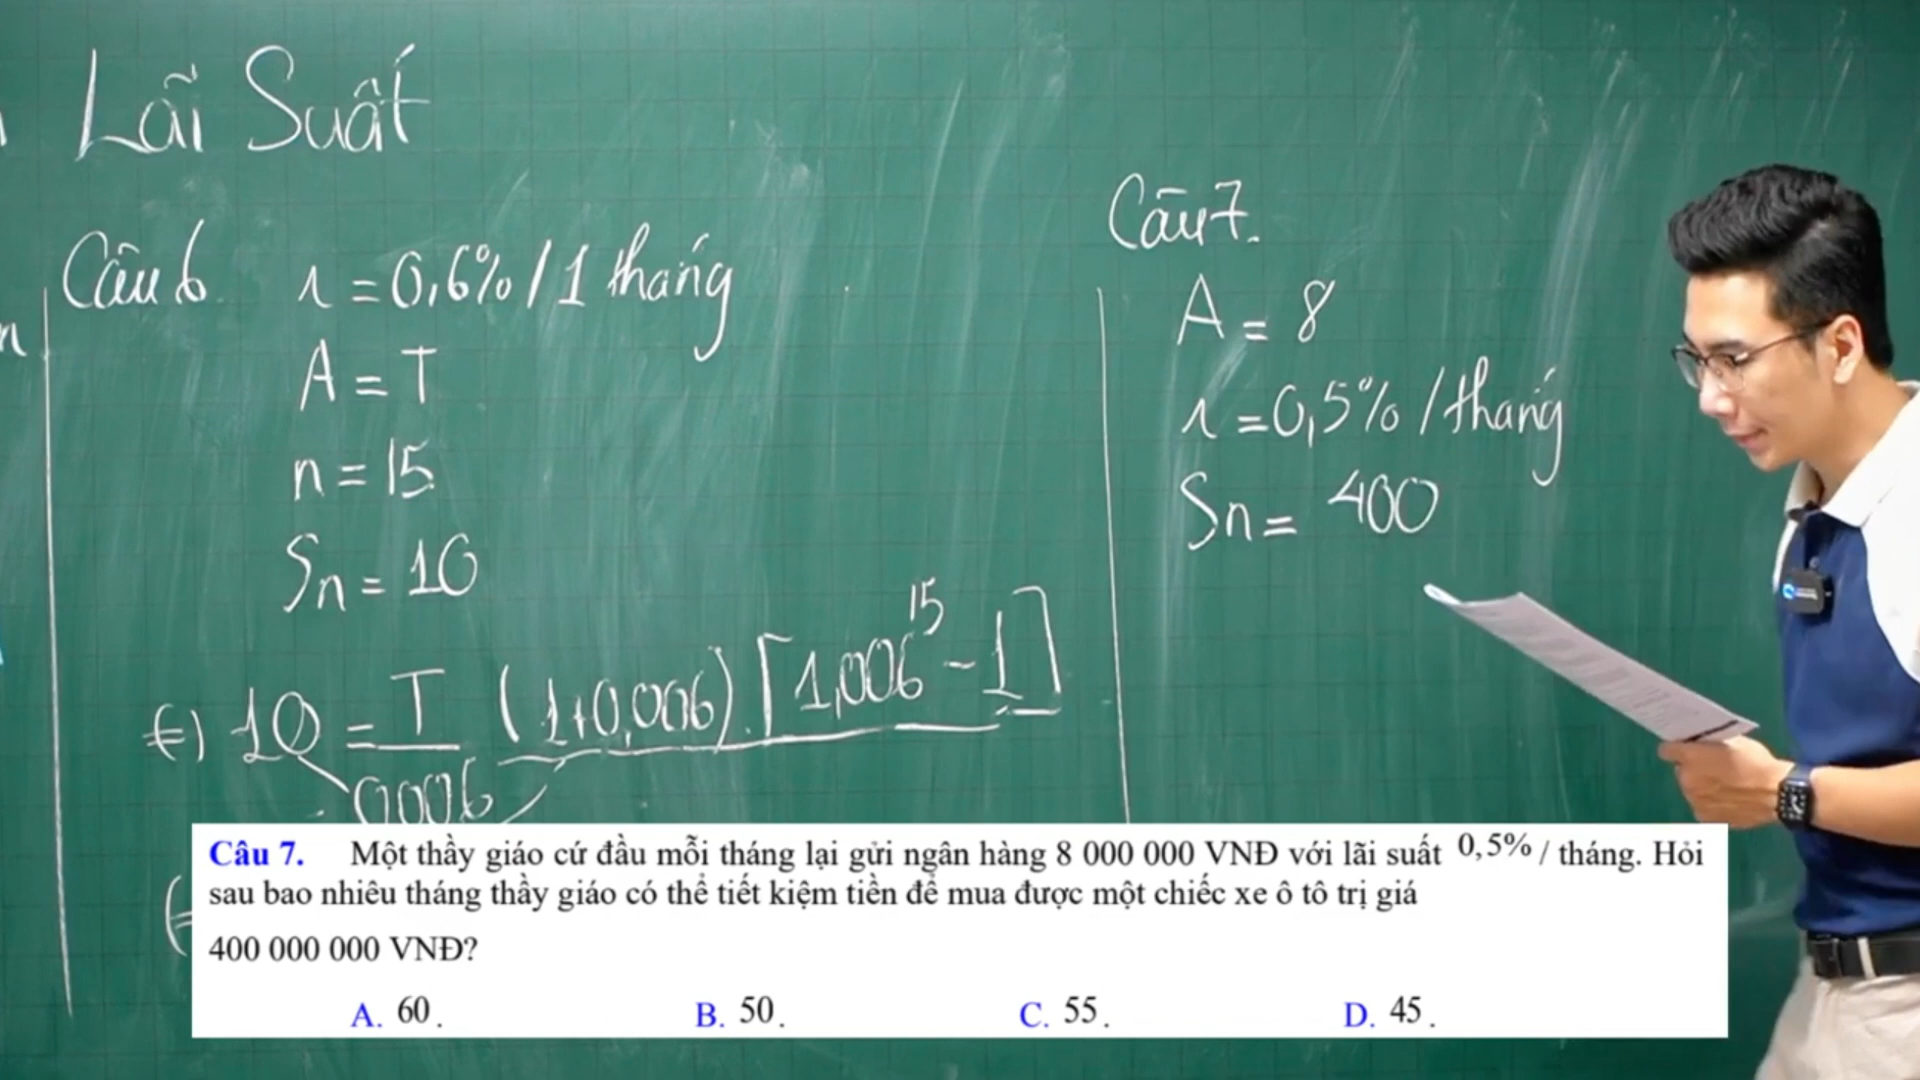 Lãi Suất
Câu 6 r = 0,6% / 1 tháng
A = T
n = 15
Sn = 10
(=) 10 = T/0,006 (1+0,006).[1,006^15 - 1]
Câu 7.
A = 8
r = 0,5% / tháng
Sn = 400
Câu 7. Một thầy giáo cứ đầu mỗi tháng lại gửi ngân hàng 8 000 000 VNĐ với lãi suất 0,5% / tháng. Hỏi
sau bao nhiêu tháng thầy giáo có thể tiết kiệm tiền để mua được một chiếc xe ô tô trị giá
400 000 000 VNĐ?
A. 60. B. 50. C. 55. D. 45.